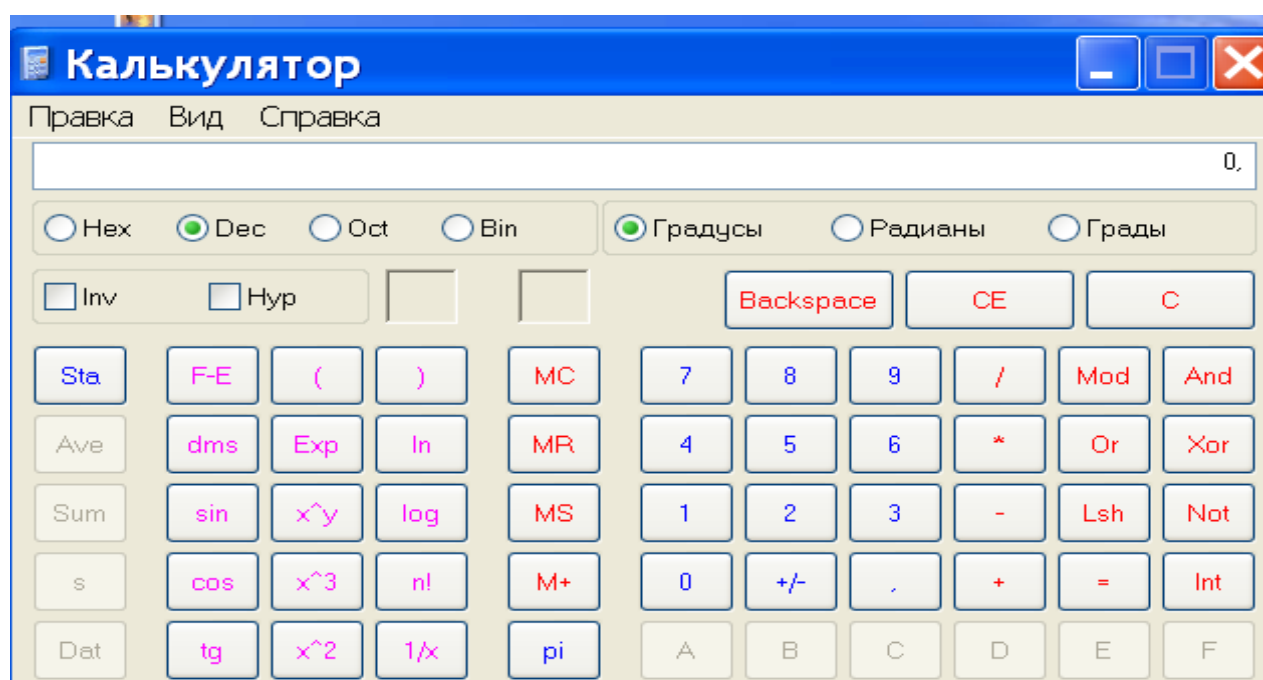 Калькулятор
Правка Вид Справка
0,
Hex Dec Oct Bin Градусы Радианы Грады
Inv Hyp Backspace CE C
Sta F-E ( ) MC 7 8 9 / Mod And
Ave dms Exp ln MR 4 5 6 * Or Xor
Sum sin x^y log MS 1 2 3 - Lsh Not
s cos x^3 n! M+ 0 +/- , + = Int
Dat tg x^2 1/x pi A B C D E F